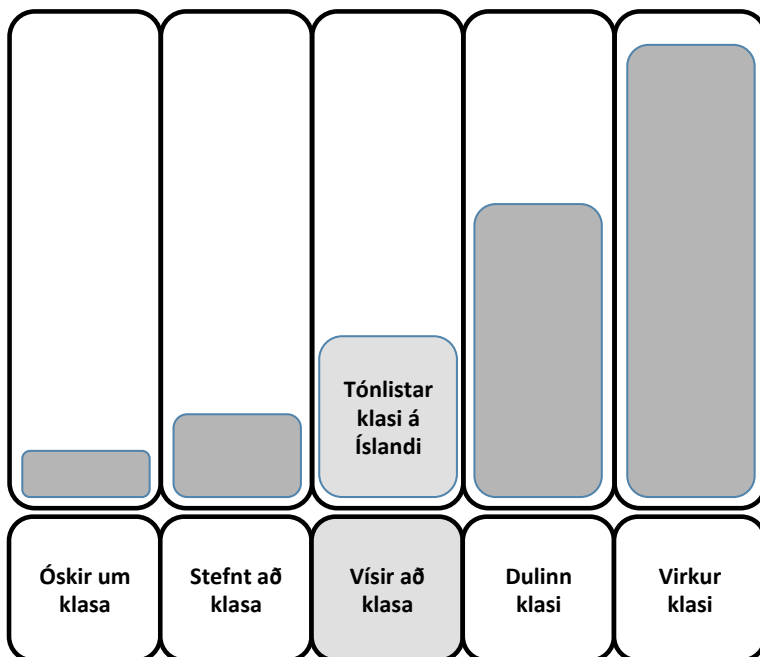 Tónlistar
klasi á
Íslandi
Óskir um
klasa
Stefnt að
klasa
Vísir að
klasa
Dulinn
klasi
Virkur
klasi